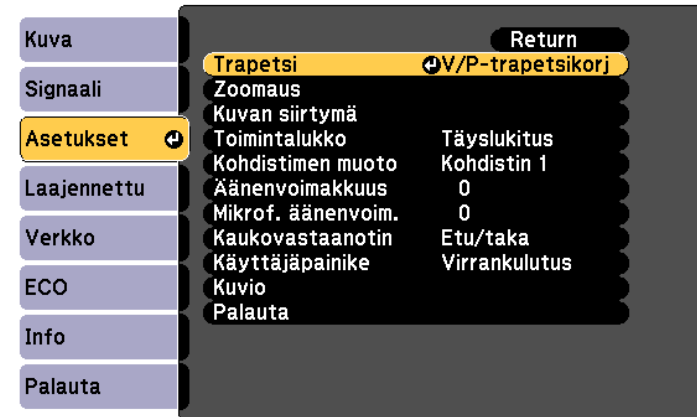 Kuva
Signaali
Asetukset
Laajennettu
Verkko
ECO
Info
Palauta
Return
Trapetsi V/P-trapetsikorj
Zoomaus
Kuvan siirtymä
Toimintalukko Täyslukitus
Kohdistimen muoto Kohdistin 1
Äänenvoimakkuus 0
Mikrof. äänenvoim. 0
Kaukovastaanotin Etu/taka
Käyttäjäpainike Virrankulutus
Kuvio
Palauta